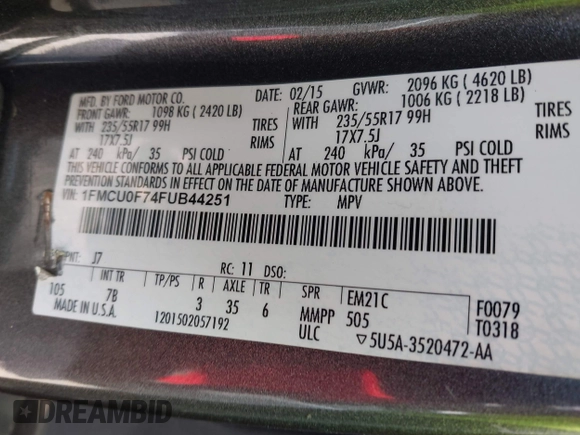 MFD. BY FORD MOTOR CO.
DATE: 02/15 GVWR: 2096 KG ( 4620 LB)
FRONT GAWR: 1098 KG ( 2420 LB) REAR GAWR: 1006 KG ( 2218 LB)
WITH 235/55R17 99H TIRES WITH 235/55R17 99H TIRES
17X7.5J RIMS 17X7.5J RIMS
AT 240 kPa/ 35 PSI COLD AT 240 kPa/ 35 PSI COLD
THIS VEHICLE CONFORMS TO ALL APPLICABLE FEDERAL MOTOR VEHICLE SAFETY AND THEFT
PREVENTION STANDARDS IN EFFECT ON THE DATE OF MANUFACTURE SHOWN ABOVE.
VIN: 1FMCU0F74FUB44251 TYPE: MPV
PNT: J7 RC: 11 DSO:
INT TR TP/PS R AXLE TR SPR EM21C F0079
105 7B 3 35 6 MMPP 505 T0318
MADE IN U.S.A. 1201502057192 ULC ▽5U5A-3520472-AA
DREAMBID